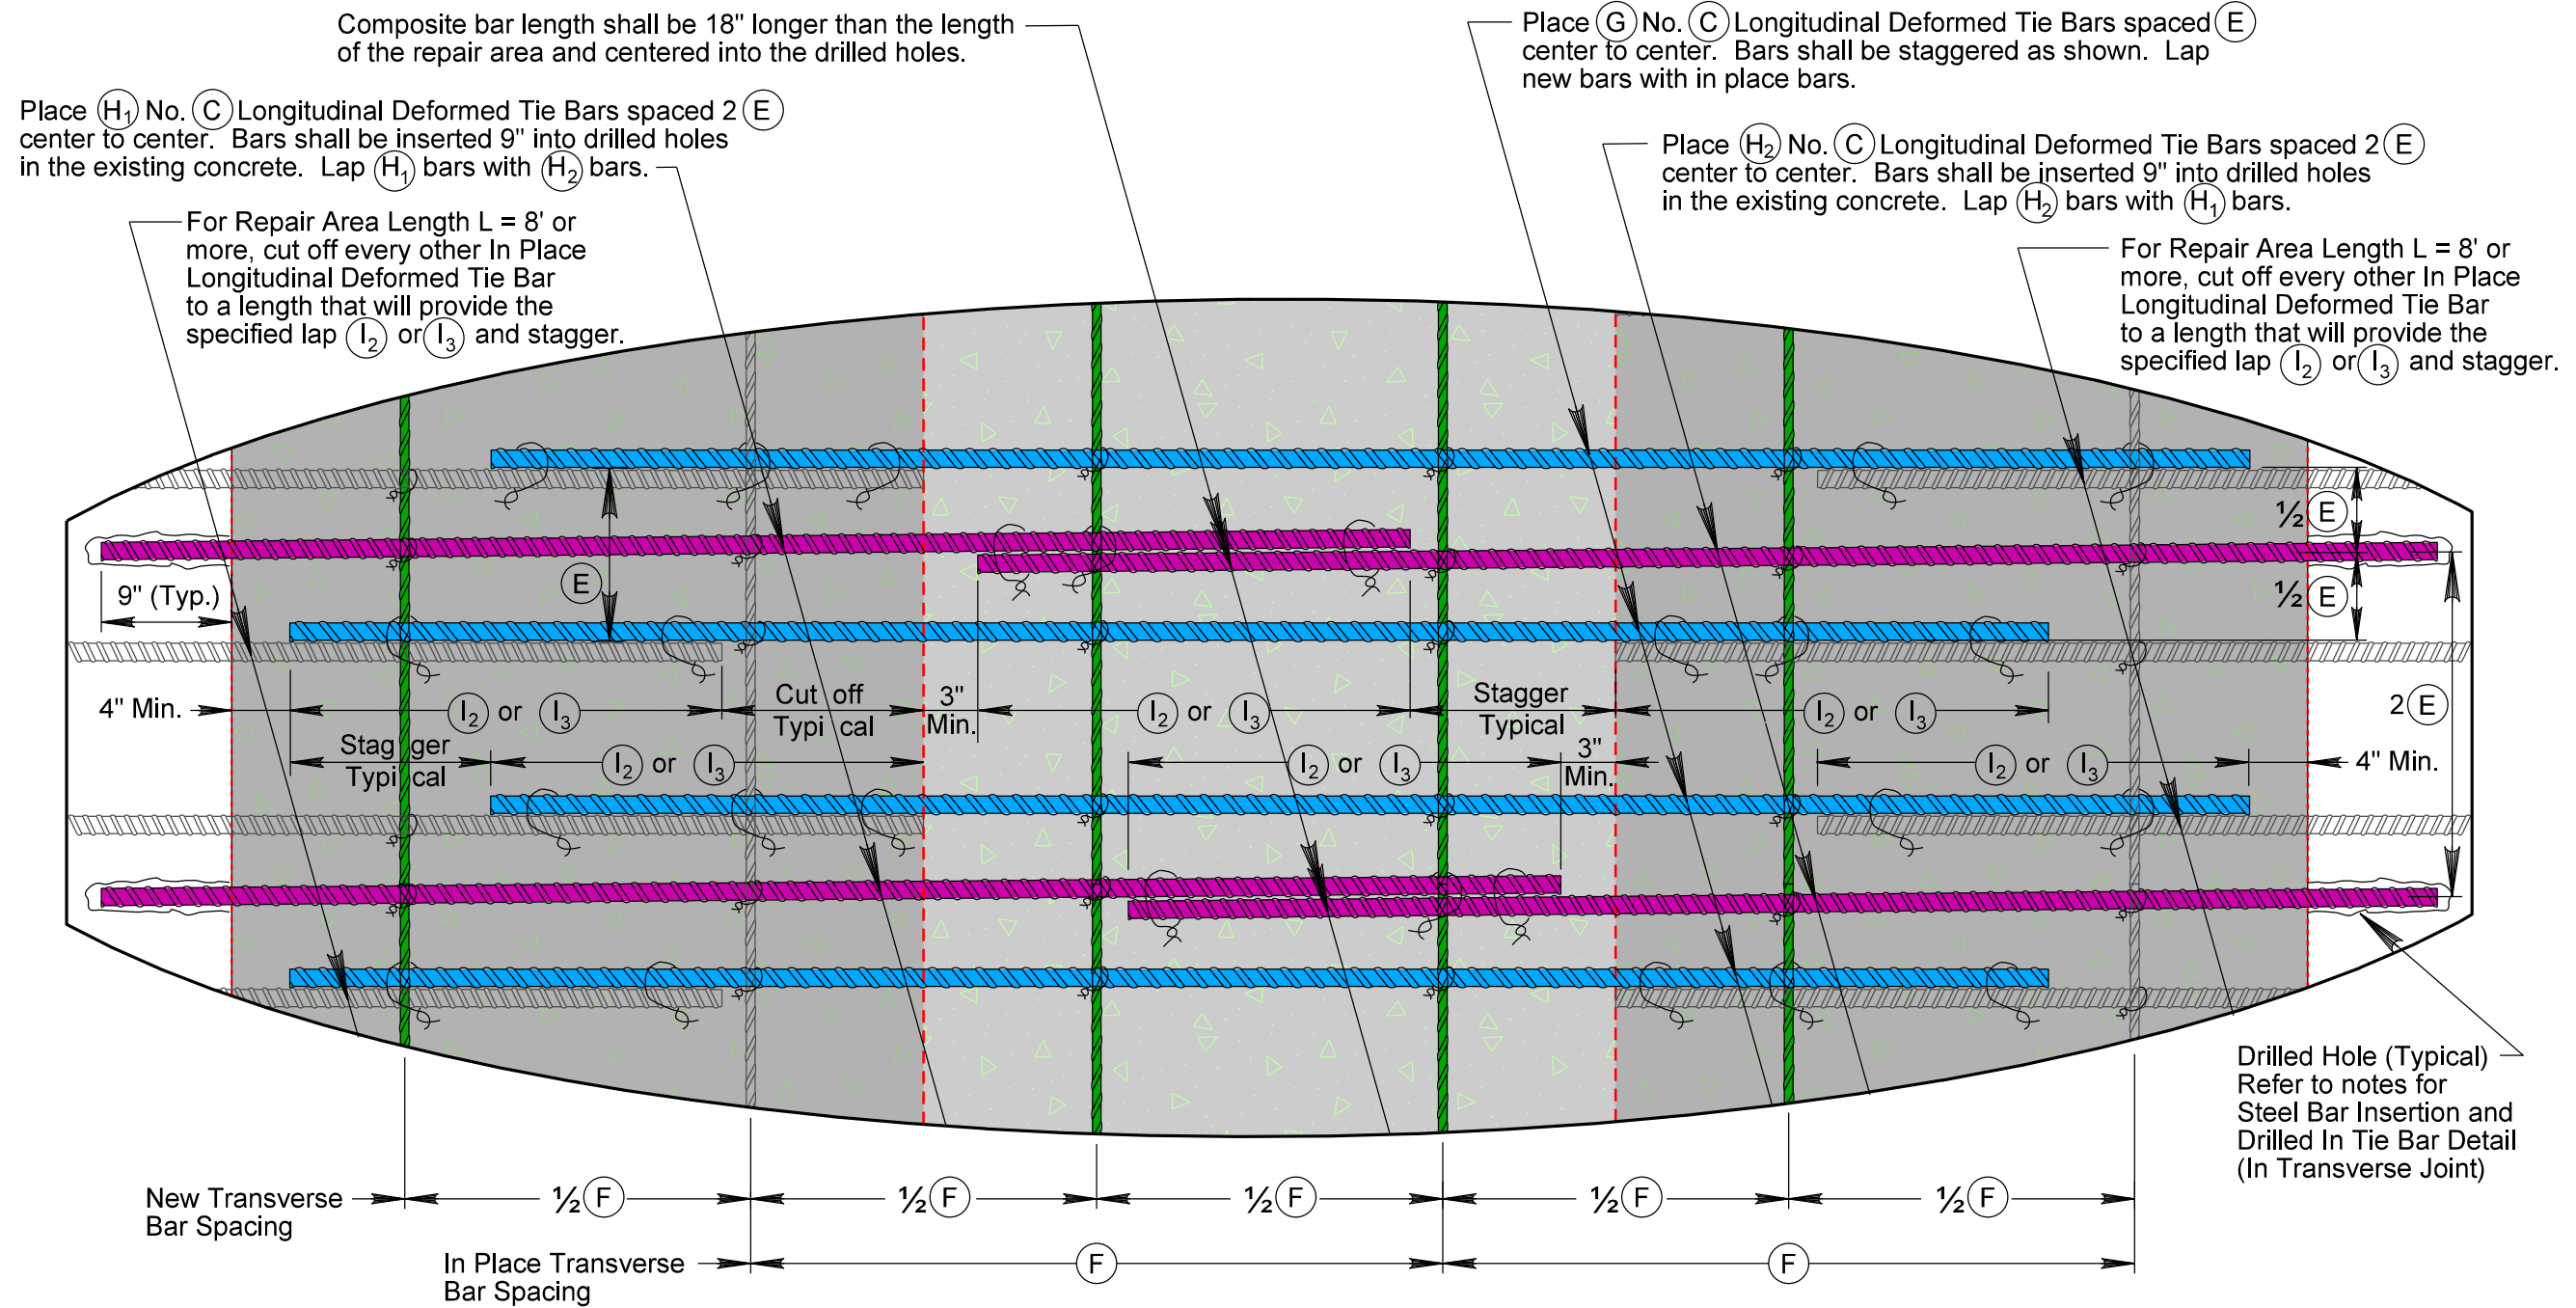 Composite bar length shall be 18" longer than the length
of the repair area and centered into the drilled holes.
Place G No. C Longitudinal Deformed Tie Bars spaced E
center to center. Bars shall be staggered as shown. Lap
new bars with in place bars.
Place H1 No. C Longitudinal Deformed Tie Bars spaced 2 E
center to center. Bars shall be inserted 9" into drilled holes
in the existing concrete. Lap H1 bars with H2 bars.
Place H2 No. C Longitudinal Deformed Tie Bars spaced 2 E
center to center. Bars shall be inserted 9" into drilled holes
in the existing concrete. Lap H2 bars with H1 bars.
For Repair Area Length L = 8' or
more, cut off every other In Place
Longitudinal Deformed Tie Bar
to a length that will provide the
specified lap I2 or I3 and stagger.
For Repair Area Length L = 8' or
more, cut off every other In Place
Longitudinal Deformed Tie Bar
to a length that will provide the
specified lap I2 or I3 and stagger.
½ E
9" (Typ.)
E
½ E
4" Min.
I2 or I3
Cut off
Typi cal
3"
Min.
I2 or I3
Stagger
Typical
I2 or I3
2 E
Stag ger
Typi cal
I2 or I3
I2 or I3
3"
Min.
I2 or I3
4" Min.
Drilled Hole (Typical)
Refer to notes for
Steel Bar Insertion and
Drilled In Tie Bar Detail
(In Transverse Joint)
New Transverse
Bar Spacing
½ F
½ F
½ F
½ F
½ F
In Place Transverse
Bar Spacing
F
F